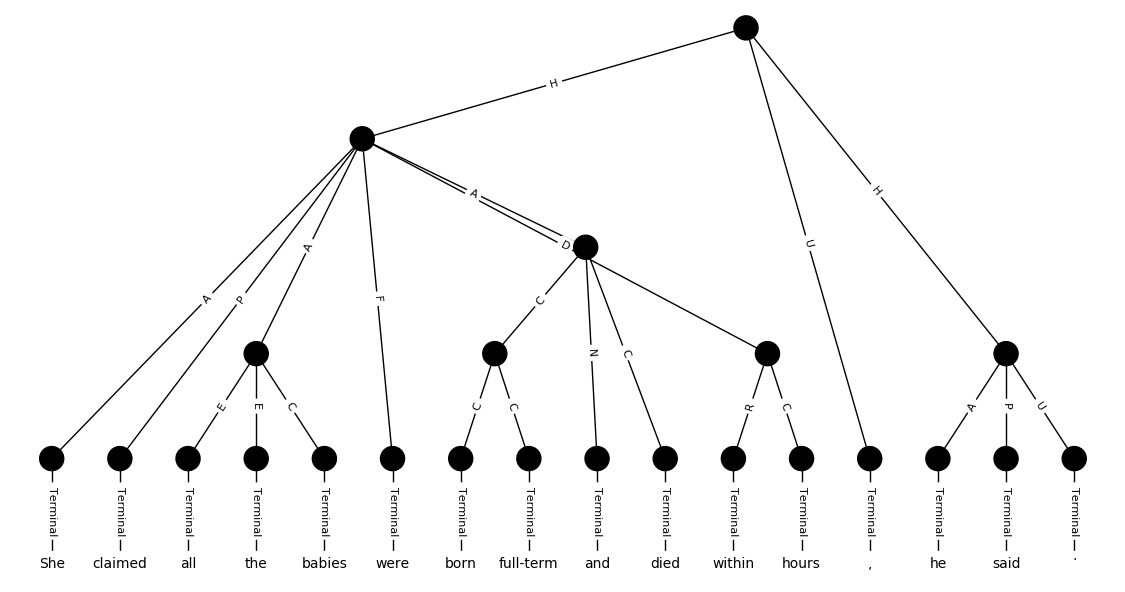 H
A
D
H
U
A
A
P
F
C
N
C
E
E
C
C
C
R
C
A
P
U
Terminal Terminal Terminal Terminal Terminal Terminal Terminal Terminal Terminal Terminal Terminal Terminal Terminal Terminal Terminal Terminal
She claimed all the babies were born full-term and died within hours , he said .